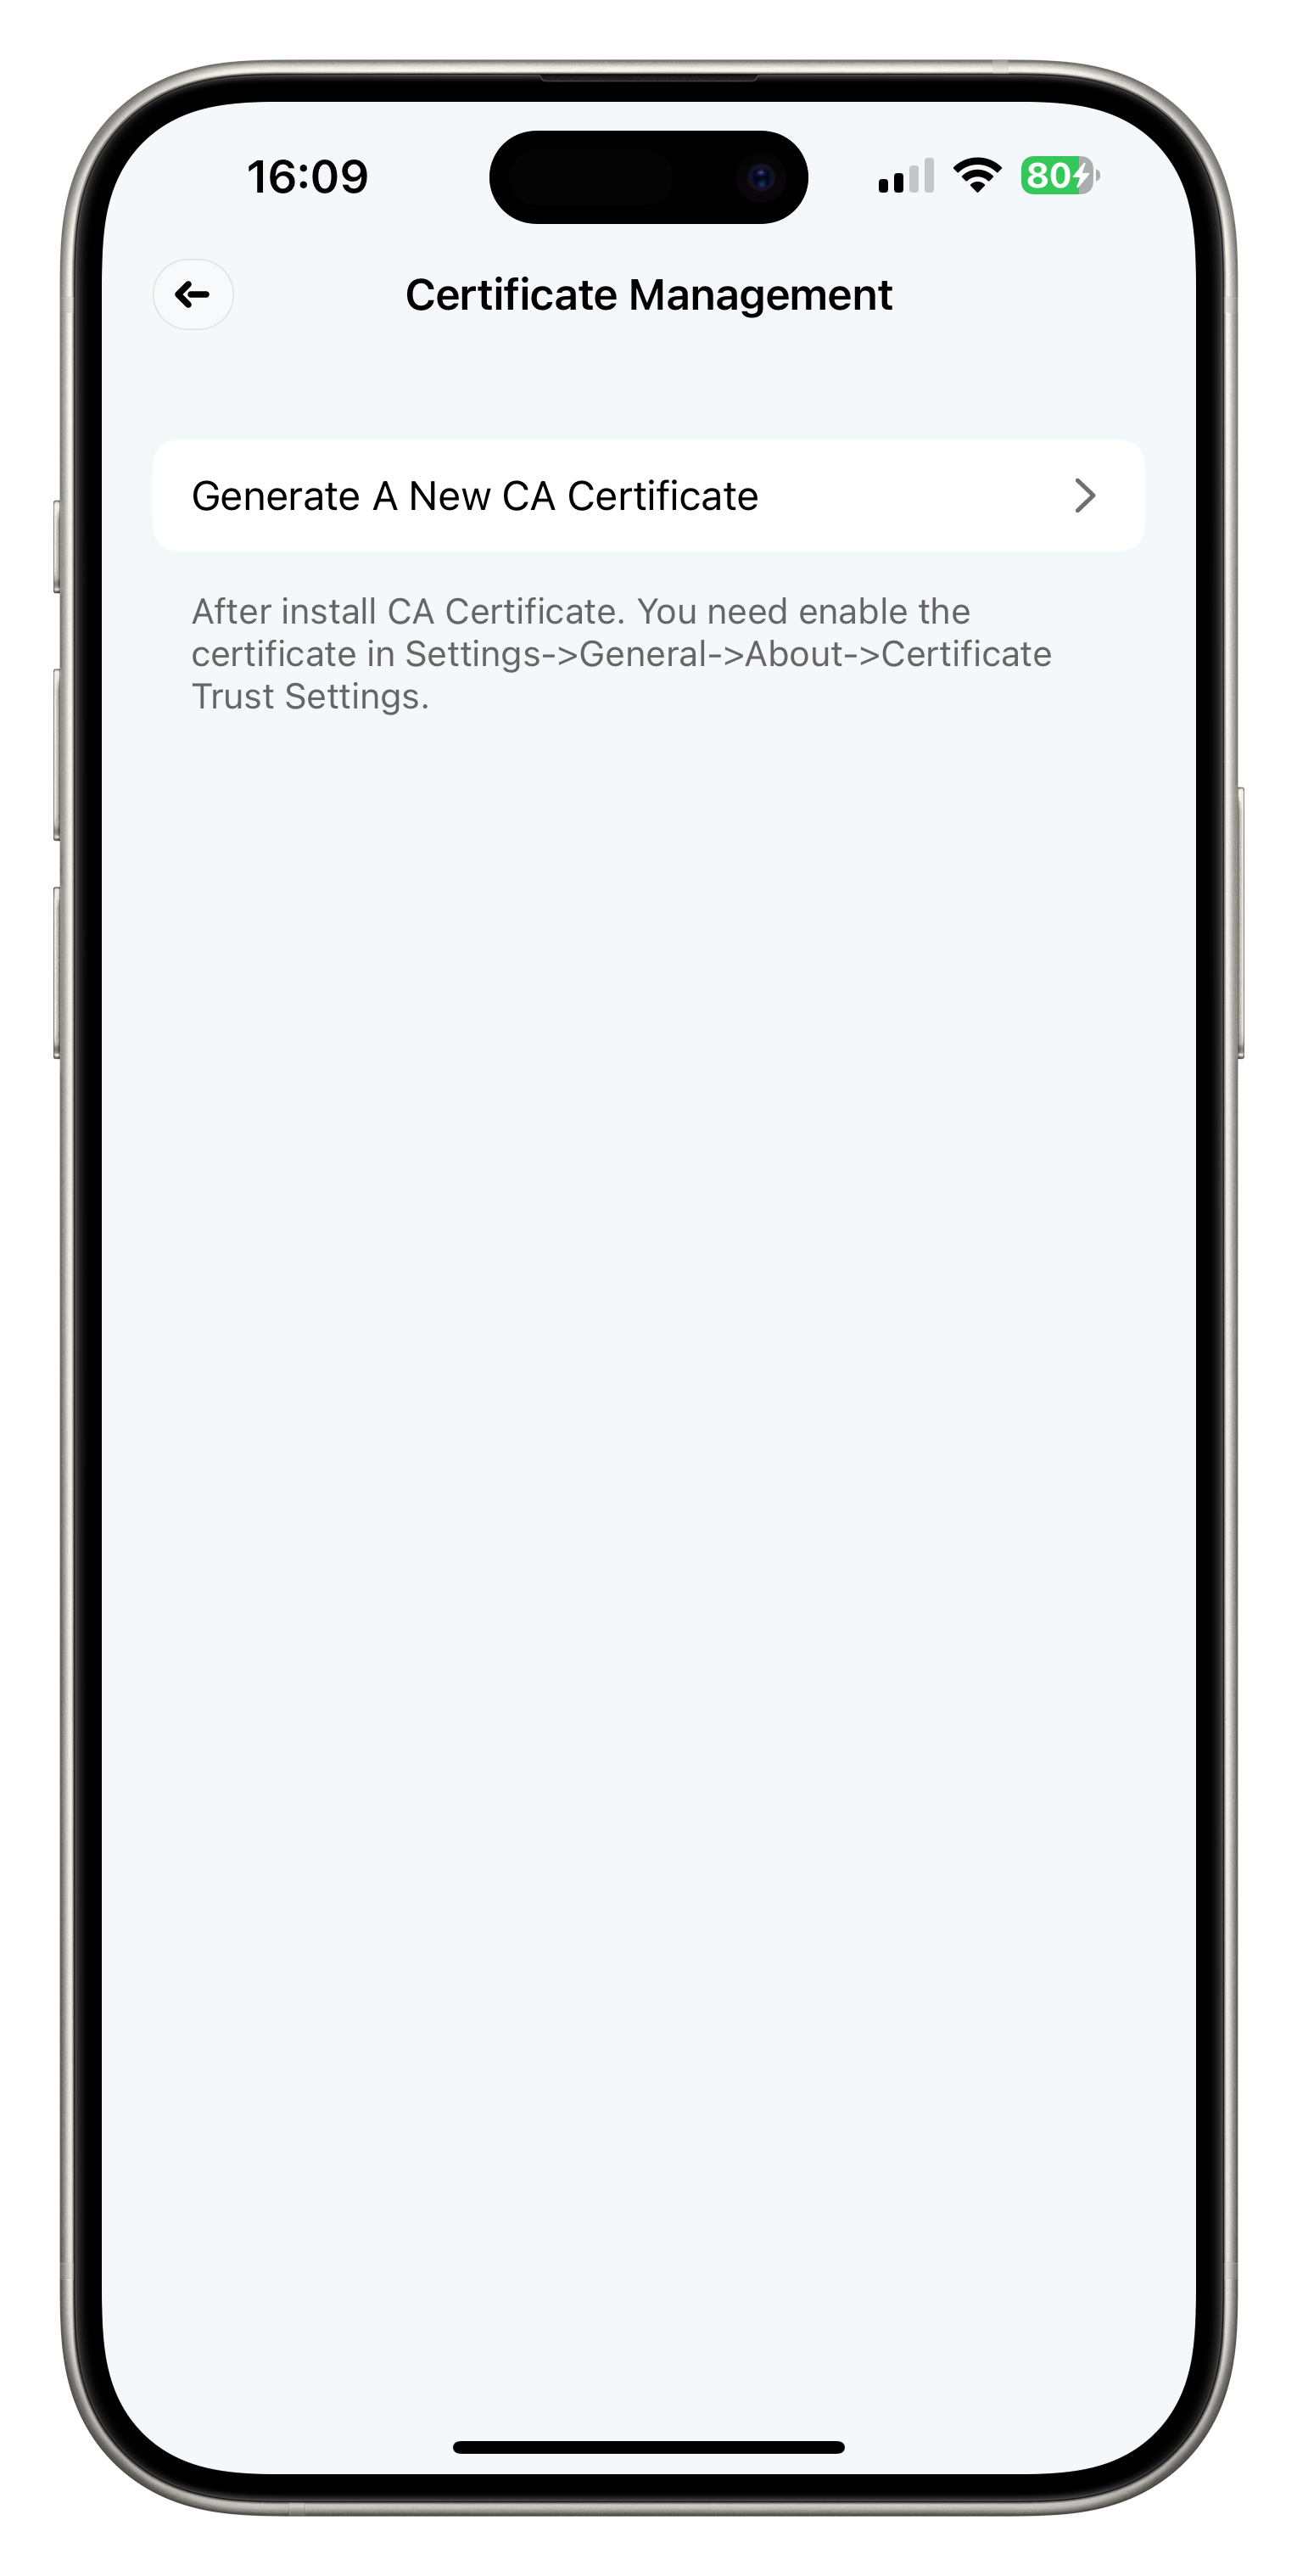 16:09
80
Certificate Management
Generate A New CA Certificate
After install CA Certificate. You need enable the
certificate in Settings->General->About->Certificate
Trust Settings.